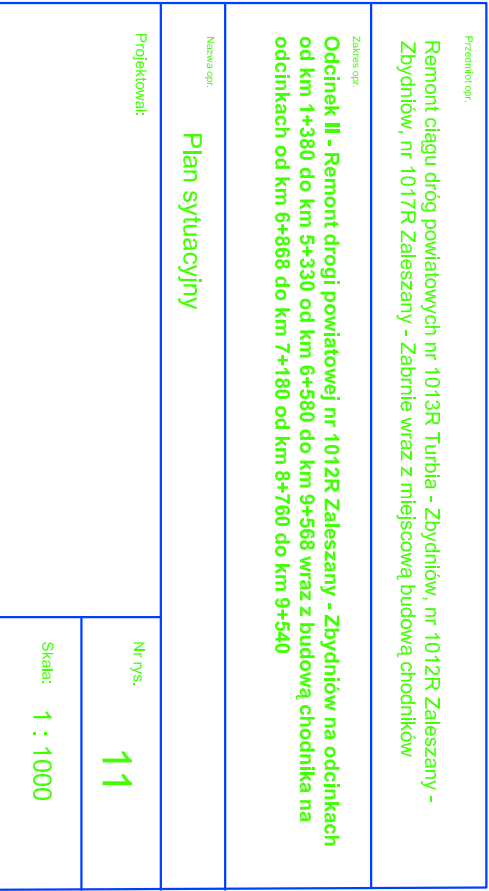 Przedmiot opr.
Remont ciągu dróg powiatowych nr 1013R Turbia - Zbydniów, nr 1012R Zaleszany -
Zbydniów, nr 1017R Zaleszany - Zabrnie wraz z miejscową budową chodników
Zakres opr.
Odcinek II - Remont drogi powiatowej nr 1012R Zaleszany - Zbydniów na odcinkach
od km 1+380 do km 5+330 od km 6+580 do km 9+568 wraz z budową chodnika na
odcinkach od km 6+868 do km 7+180 od km 8+760 do km 9+540
Nazwa opr.
Plan sytuacyjny
Projektował:
Nr rys.
11
Skala:
1 : 1000